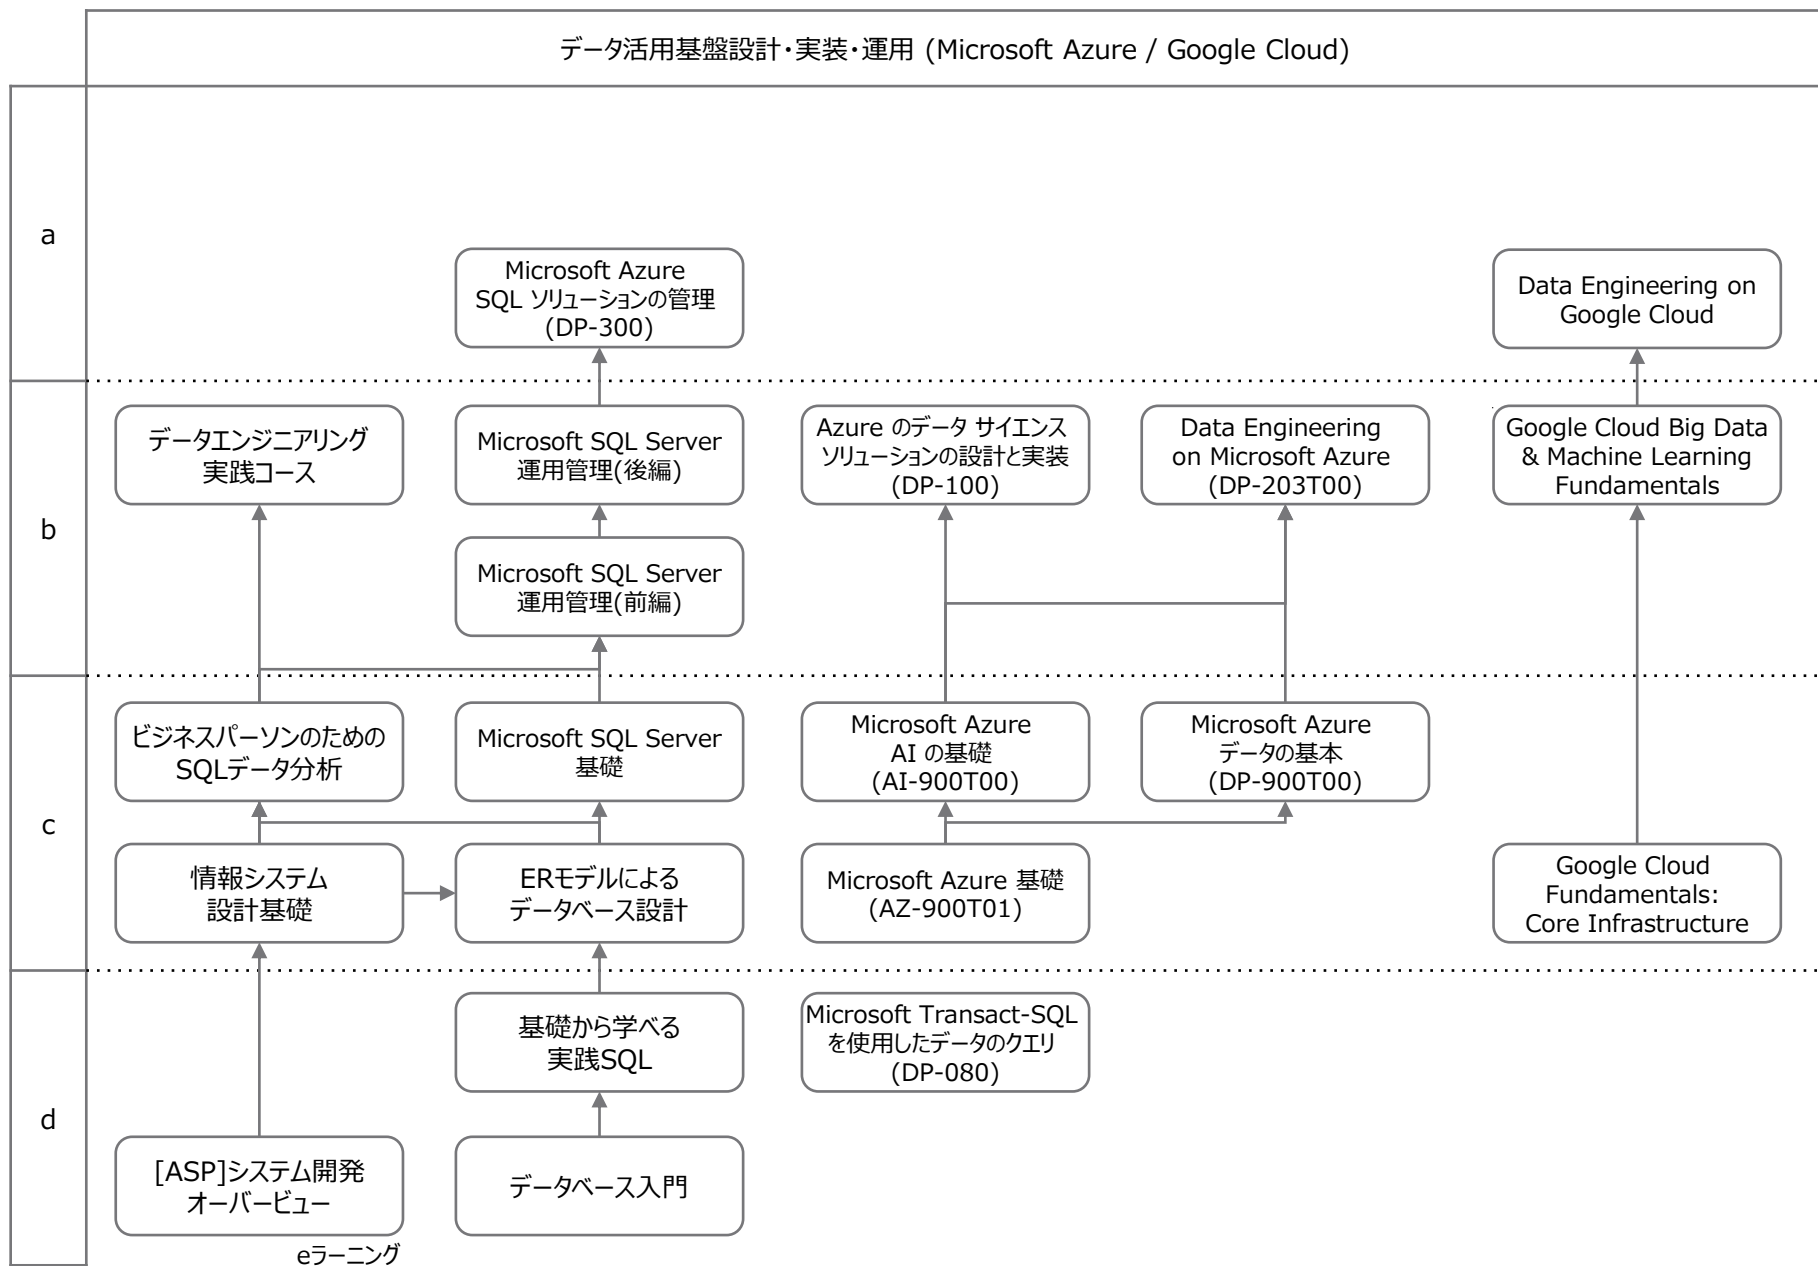 データ活用基盤設計・実装・運用 (Microsoft Azure / Google Cloud)
a
Microsoft Azure
SQL ソリューションの管理
(DP-300)
Data Engineering on
Google Cloud
b
データエンジニアリング
実践コース
Microsoft SQL Server
運用管理(後編)
Azure のデータ サイエンス
ソリューションの設計と実装
(DP-100)
Data Engineering
on Microsoft Azure
(DP-203T00)
Google Cloud Big Data
& Machine Learning
Fundamentals
Microsoft SQL Server
運用管理(前編)
c
ビジネスパーソンのための
SQLデータ分析
Microsoft SQL Server
基礎
Microsoft Azure
AI の基礎
(AI-900T00)
Microsoft Azure
データの基本
(DP-900T00)
情報システム
設計基礎
ERモデルによる
データベース設計
Microsoft Azure 基礎
(AZ-900T01)
Google Cloud
Fundamentals:
Core Infrastructure
d
基礎から学べる
実践SQL
Microsoft Transact-SQL
を使用したデータのクエリ
(DP-080)
[ASP]システム開発
オーバービュー
データベース入門
eラーニング